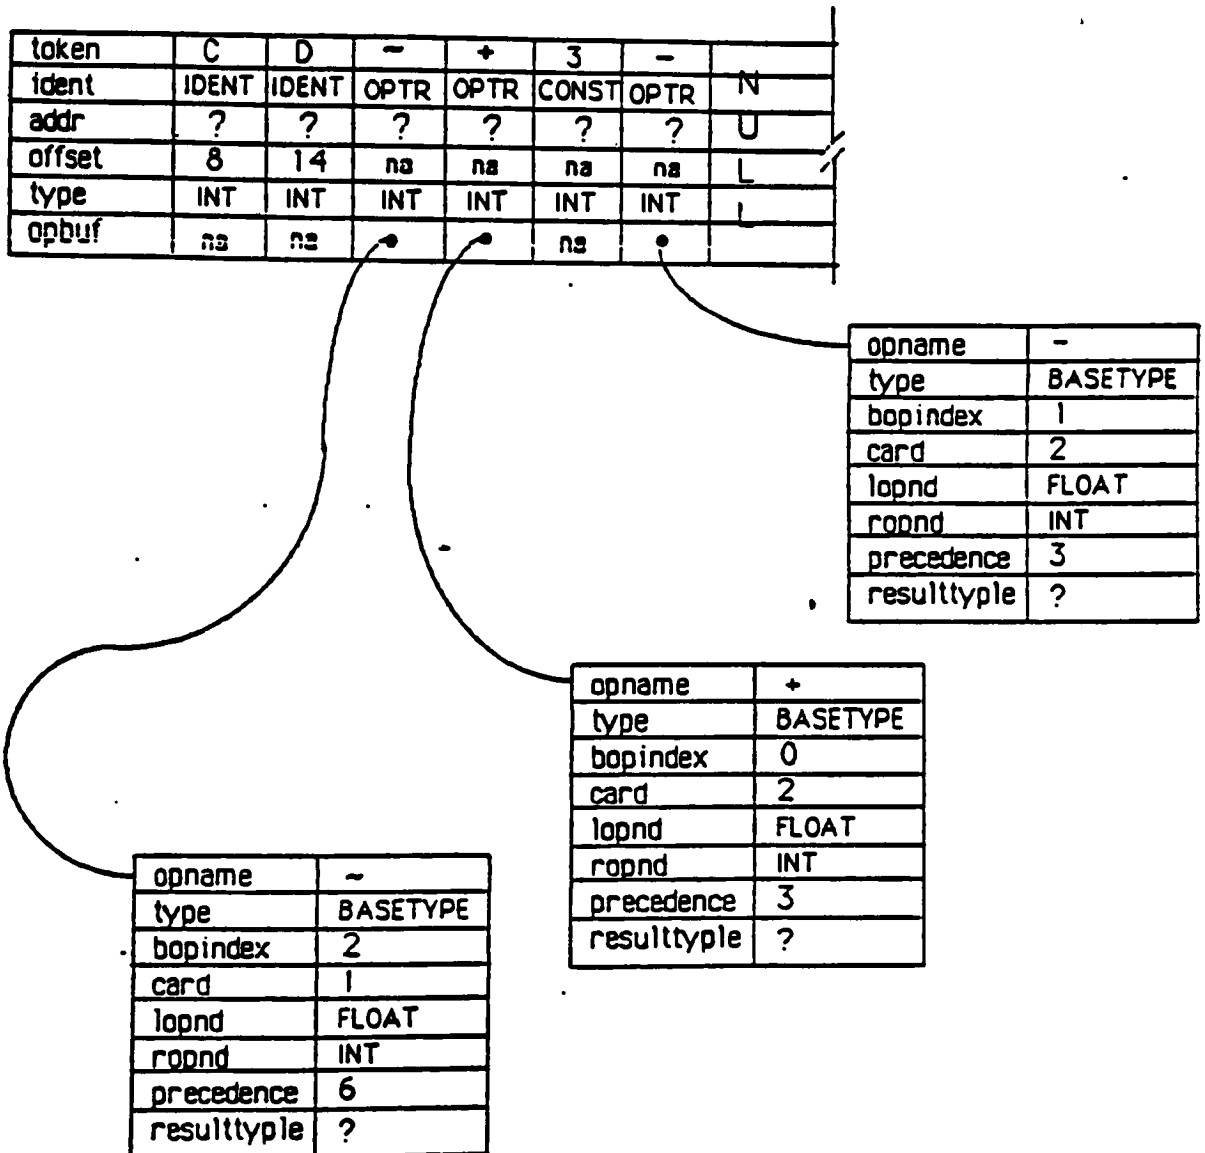 token C D ~ + 3 -
ident IDENT IDENT OPTR OPTR CONST OPTR N
addr ? ? ? ? ? ? U
offset 8 14 na na na na L
type INT INT INT INT INT INT L
opbuf na na na
opname -
type BASETYPE
bopindex 1
card 2
lopnd FLOAT
ropnd INT
precedence 3
resulttyple ?
opname +
type BASETYPE
bopindex 0
card 2
lopnd FLOAT
ropnd INT
precedence 3
resulttyple ?
opname ~
type BASETYPE
bopindex 2
card 1
lopnd FLOAT
ropnd INT
precedence 6
resulttyple ?